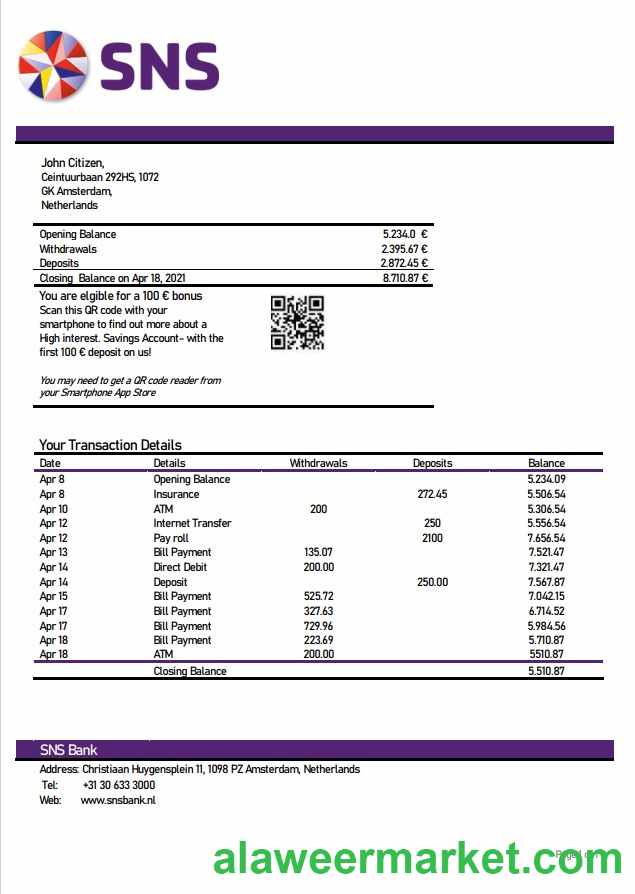 SNS
John Citizen,
Ceintuurbaan 292HS, 1072
GK Amsterdam,
Netherlands
Opening Balance 5.234.0 €
Withdrawals 2.395.67 €
Deposits 2.872.45 €
Closing Balance on Apr 18, 2021 8.710.87 €
You are elgible for a 100 € bonus
Scan this QR code with your
smartphone to find out more about a
High interest. Savings Account- with the
first 100 € deposit on us!
You may need to get a QR code reader from
your Smartphone App Store
Your Transaction Details
Date Details Withdrawals Deposits Balance
Apr 8 Opening Balance 5.234.09
Apr 8 Insurance 272.45 5.506.54
Apr 10 ATM 200 5.306.54
Apr 12 Internet Transfer 250 5.556.54
Apr 12 Pay roll 2100 7.656.54
Apr 13 Bill Payment 135.07 7.521.47
Apr 14 Direct Debit 200.00 7.321.47
Apr 14 Deposit 250.00 7.567.87
Apr 15 Bill Payment 525.72 7.042.15
Apr 17 Bill Payment 327.63 6.714.52
Apr 17 Bill Payment 729.96 5.984.56
Apr 18 Bill Payment 223.69 5.710.87
Apr 18 ATM 200.00 5510.87
Closing Balance 5.510.87
SNS Bank
Address: Christiaan Huygensplein 11, 1098 PZ Amsterdam, Netherlands
Tel: +31 30 633 3000
Web: www.snsbank.nl
alaweermarket.com